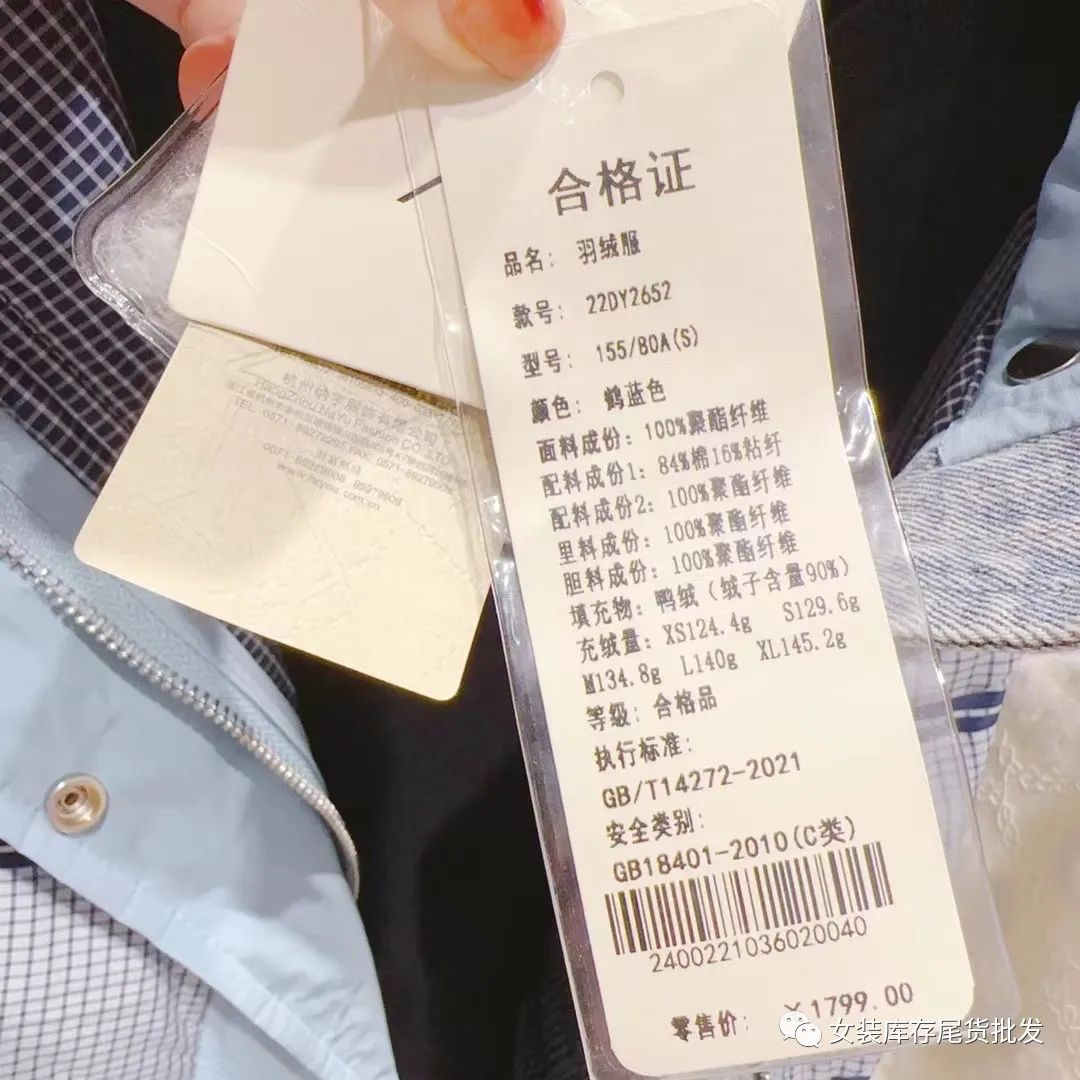 合格证
品名: 羽绒服
款号: 22DY2652
型号: 155/80A(S)
颜色: 鹤蓝色
面料成份: 100%聚酯纤维
配料成份1: 84%棉16%粘纤
配料成份2: 100%聚酯纤维
里料成份: 100%聚酯纤维
胆料成份: 100%聚酯纤维
填充物: 鸭绒(绒子含量90%)
充绒量: XS124.4g S129.6g
M134.8g L140g XL145.2g
等级: 合格品
执行标准:
GB/T14272-2021
安全类别:
GB18401-2010(C类)
2400221036020040
零售价: ¥1799.00
Fashion CO.,LTD
女装库存尾货批发